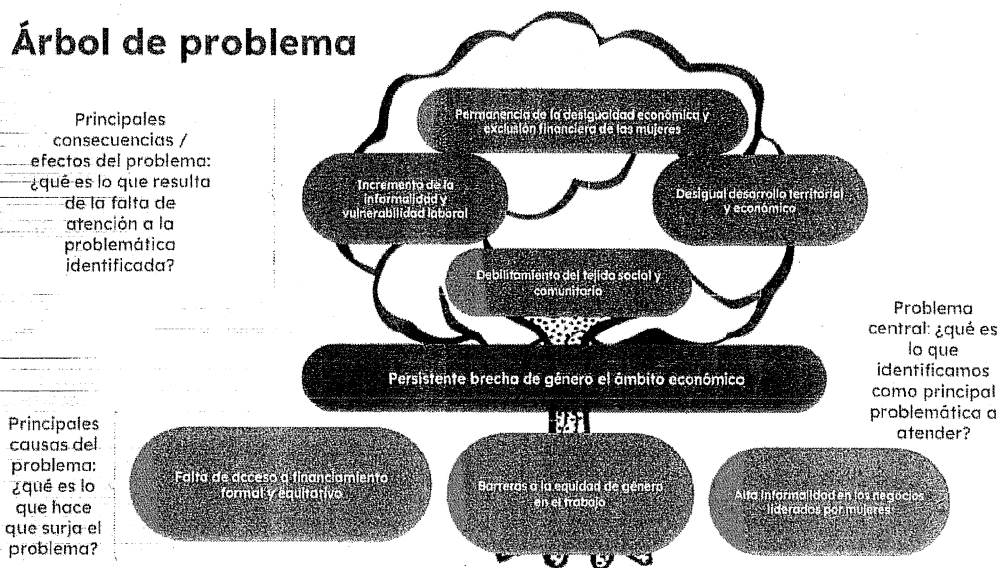 Árbol de problema
Principales
consecuencias /
efectos del problema:
¿qué es lo que resulta
de la falta de
atención a la
problemática
identificada?
Permanencia de la desigualdad económica y
exclusión financiera de las mujeres
Incremento de la
informalidad y
vulnerabilidad laboral
Desigual desarrollo territorial
y económico
Debilitamiento del tejido social y
comunitario
Problema
central: ¿qué es
lo que
identificamos
como principal
problemática a
atender?
Persistente brecha de género el ámbito económico
Principales
causas del
problema:
¿qué es lo
que hace
que surja el
problema?
Falta de acceso a financiamiento
formal y equitativo
Barreras a la equidad de género
en el trabajo
Alta informalidad en los negocios
liderados por mujeres